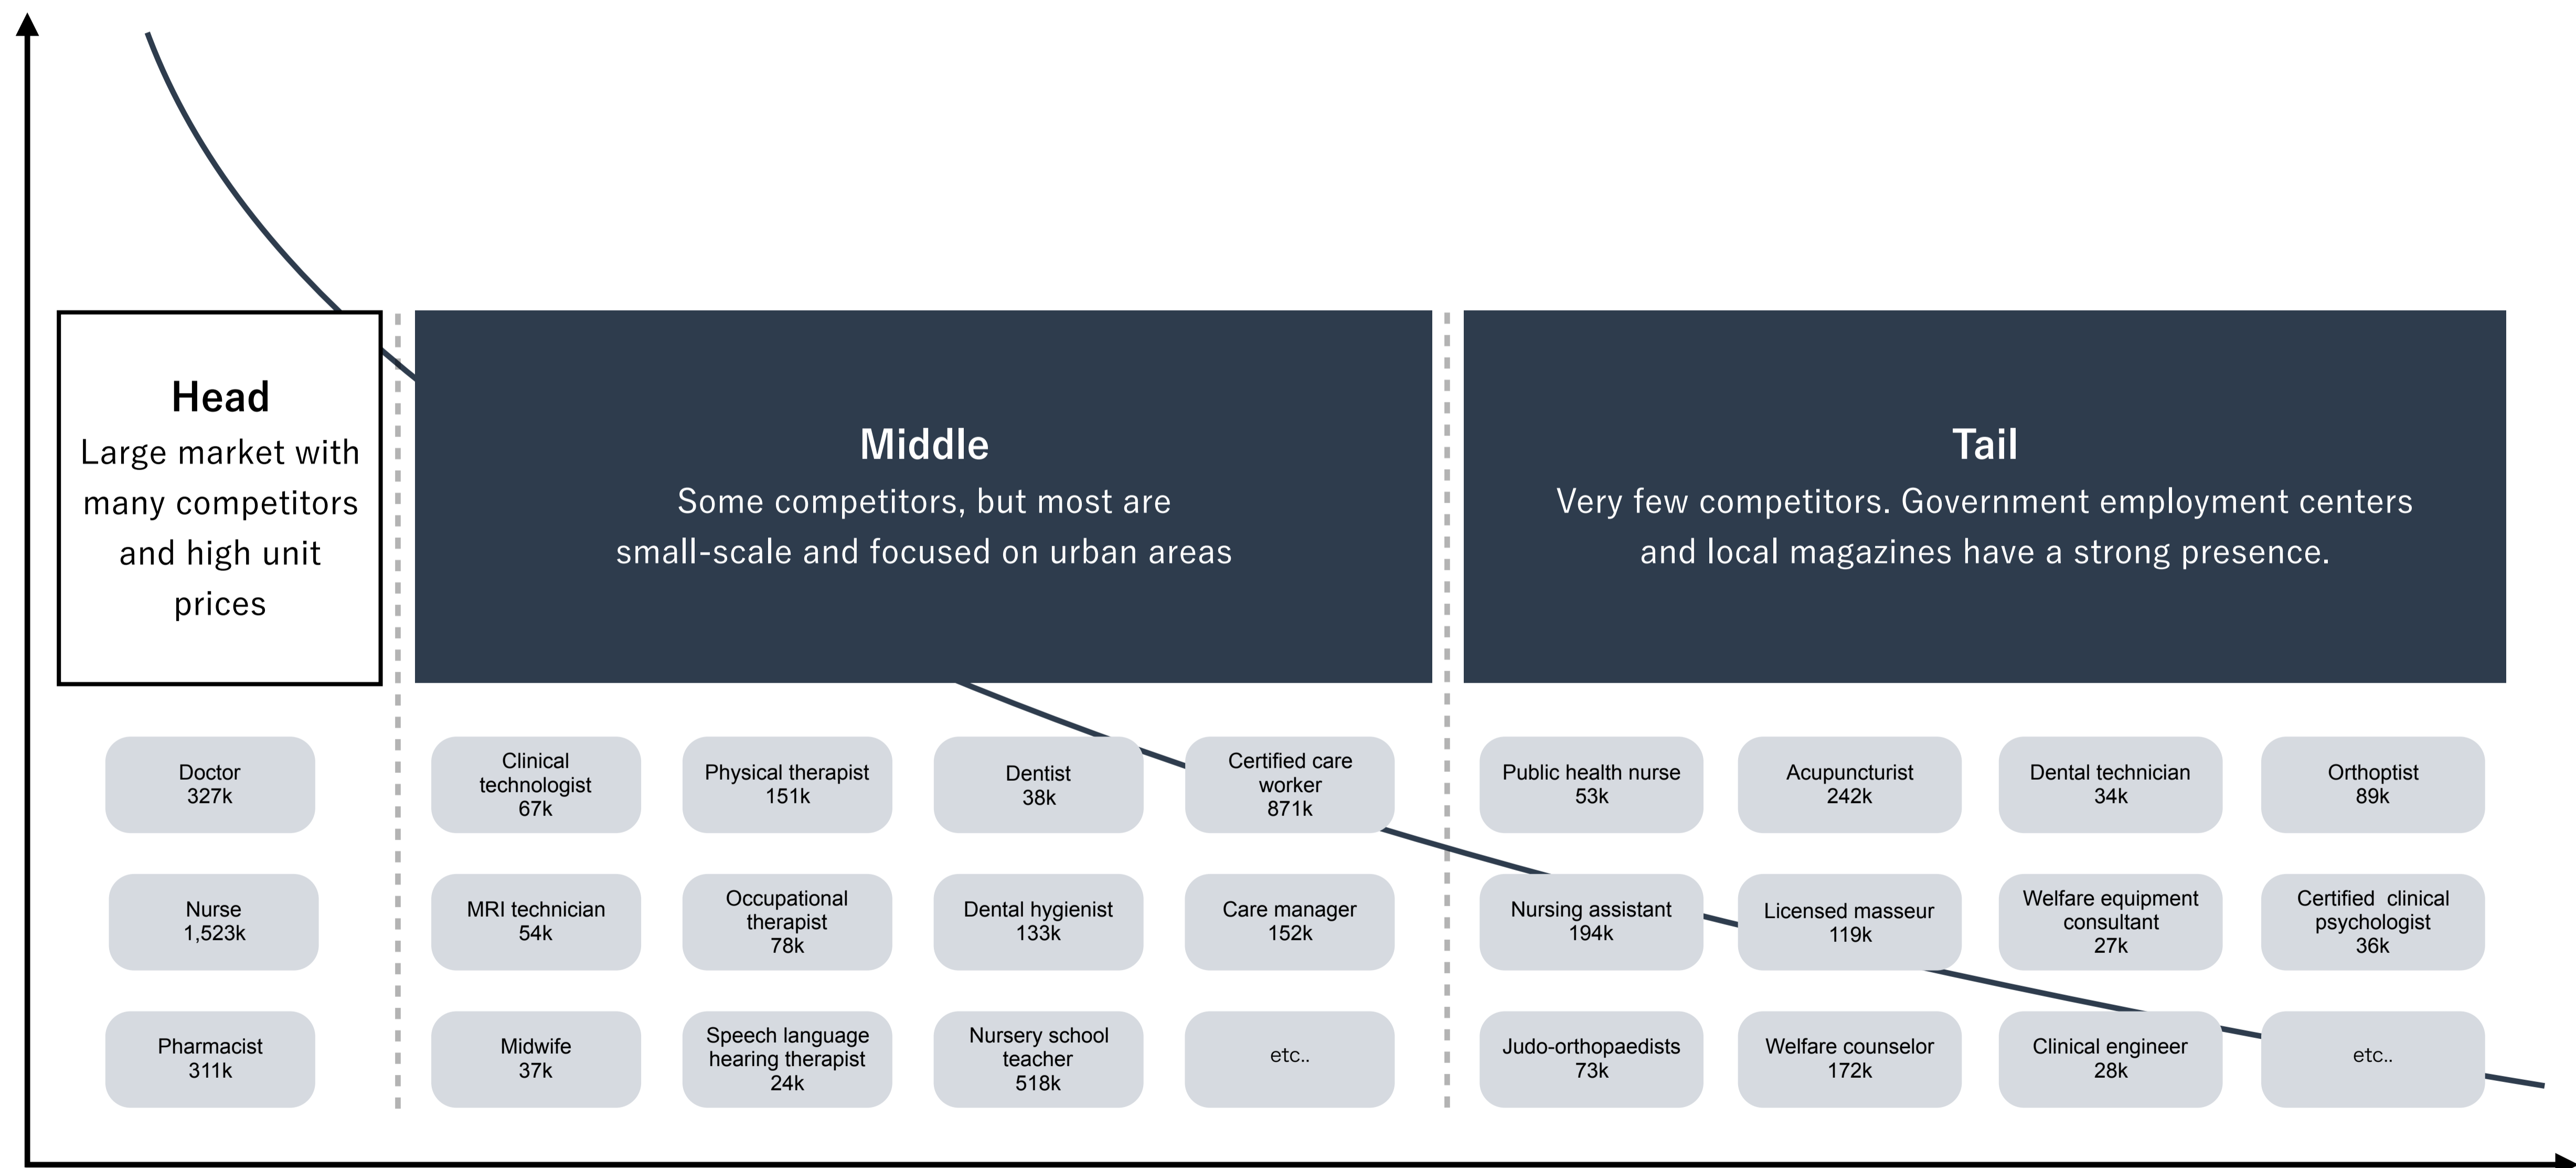 Head
Large market with
many competitors
and high unit
prices
Middle
Some competitors, but most are
small-scale and focused on urban areas
Tail
Very few competitors. Government employment centers
and local magazines have a strong presence.
Doctor
327k
Clinical
technologist
67k
Physical therapist
151k
Dentist
38k
Certified care
worker
871k
Public health nurse
53k
Acupuncturist
242k
Dental technician
34k
Orthoptist
89k
Nurse
1,523k
MRI technician
54k
Occupational
therapist
78k
Dental hygienist
133k
Care manager
152k
Nursing assistant
194k
Licensed masseur
119k
Welfare equipment
consultant
27k
Certified clinical
psychologist
36k
Pharmacist
311k
Midwife
37k
Speech language
hearing therapist
24k
Nursery school
teacher
518k
etc..
Judo-orthopaedists
73k
Welfare counselor
172k
Clinical engineer
28k
etc..